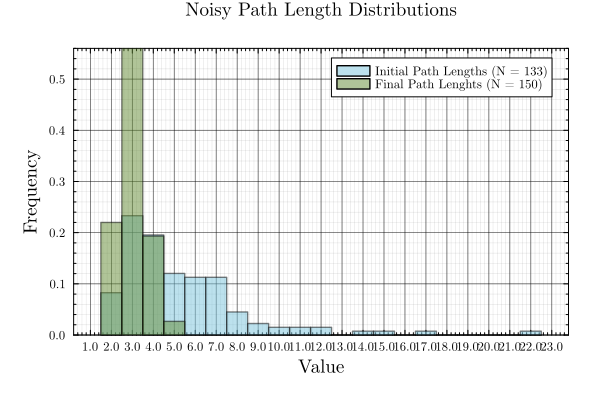 Noisy Path Length Distributions
Initial Path Lengths (N = 133)
Final Path Lenghts (N = 150)
Frequency
0.5
0.4
0.3
0.2
0.1
0.0
1.0 2.0 3.0 4.0 5.0 6.0 7.0 8.0 9.0 10.0 11.0 12.0 13.0 14.0 15.0 16.0 17.0 18.0 19.0 20.0 21.0 22.0 23.0
Value